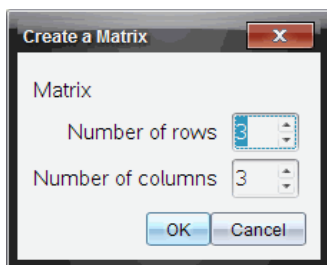 Create a Matrix
Matrix
Number of rows 3
Number of columns 3
OK Cancel